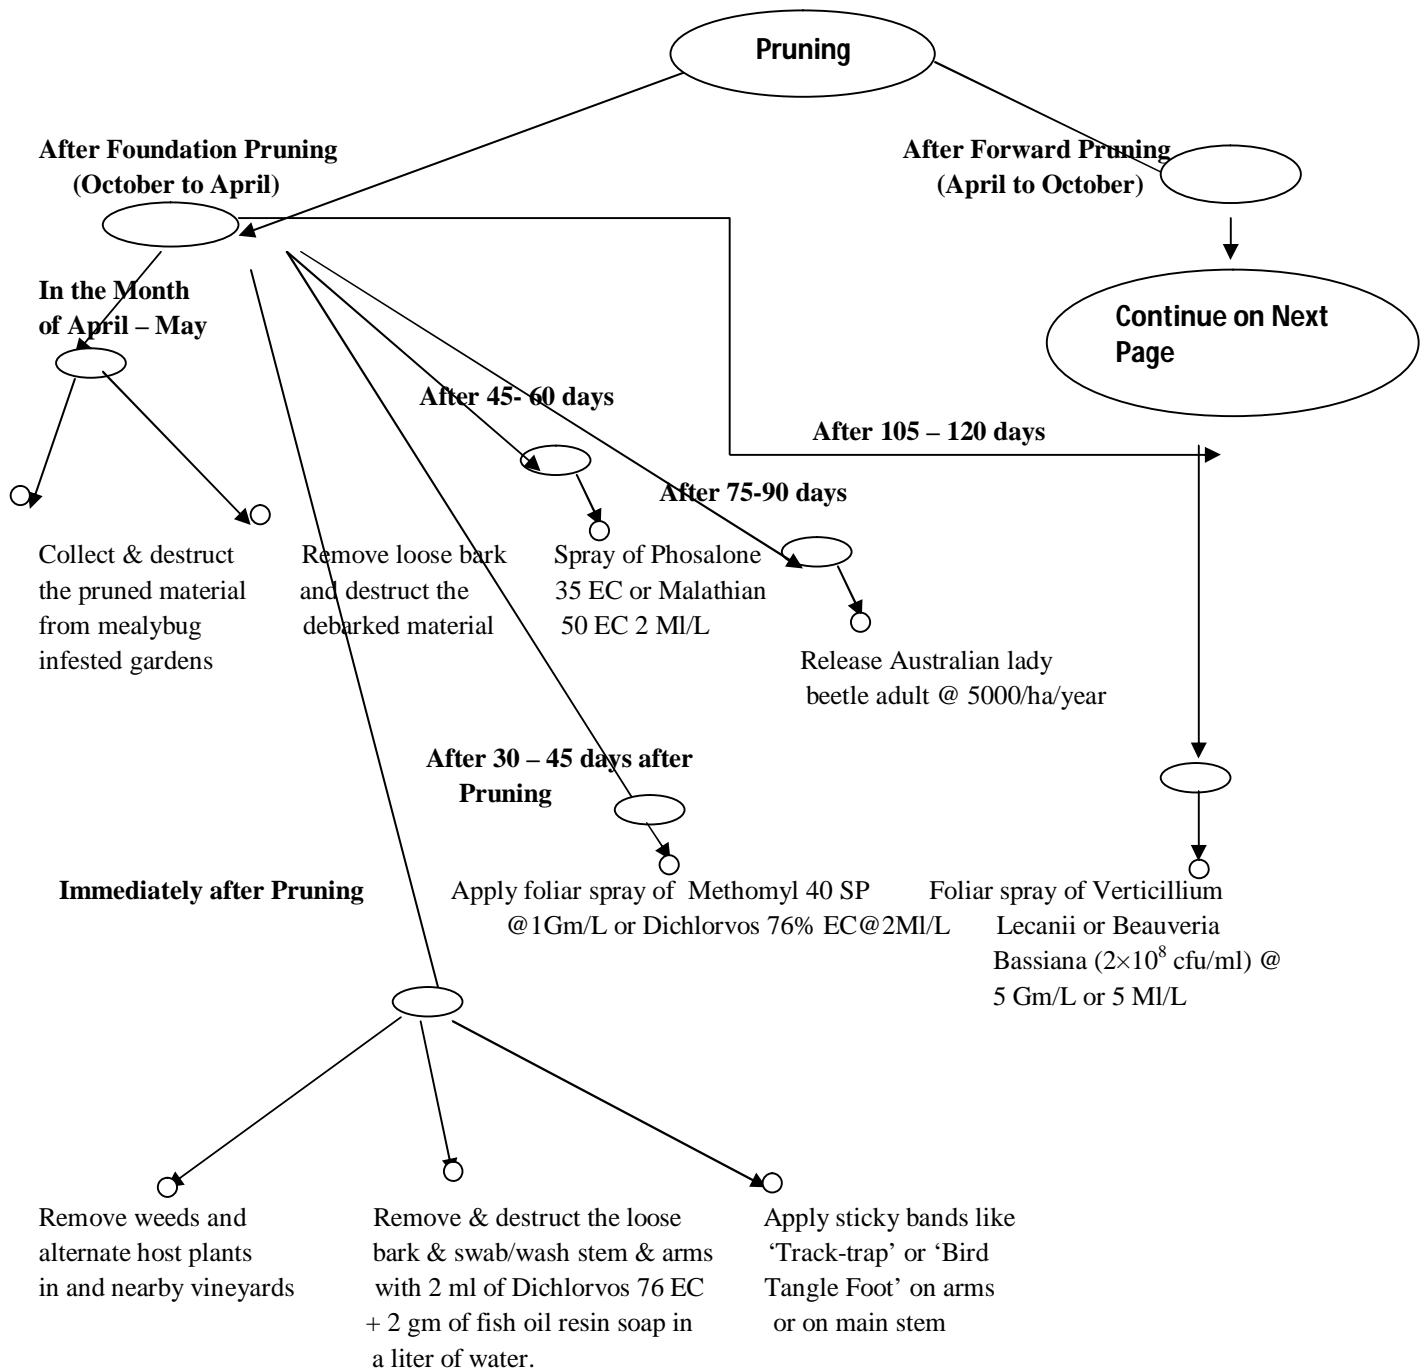 Pruning
After Foundation Pruning
(October to April)
After Forward Pruning
(April to October)
In the Month
of April – May
Continue on Next
Page
After 45- 60 days
After 105 – 120 days
After 75-90 days
Collect & destruct
the pruned material
from mealybug
infested gardens
Remove loose bark
and destruct the
debarked material
Spray of Phosalone
35 EC or Malathian
50 EC 2 Ml/L
Release Australian lady
beetle adult @ 5000/ha/year
After 30 – 45 days after
Pruning
Immediately after Pruning
Apply foliar spray of Methomyl 40 SP
@1Gm/L or Dichlorvos 76% EC@2Ml/L
Foliar spray of Verticillium
Lecanii or Beauveria
Bassiana (2×10⁸ cfu/ml) @
5 Gm/L or 5 Ml/L
Remove weeds and
alternate host plants
in and nearby vineyards
Remove & destruct the loose
bark & swab/wash stem & arms
with 2 ml of Dichlorvos 76 EC
+ 2 gm of fish oil resin soap in
a liter of water.
Apply sticky bands like
‘Track-trap’ or ‘Bird
Tangle Foot’ on arms
or on main stem